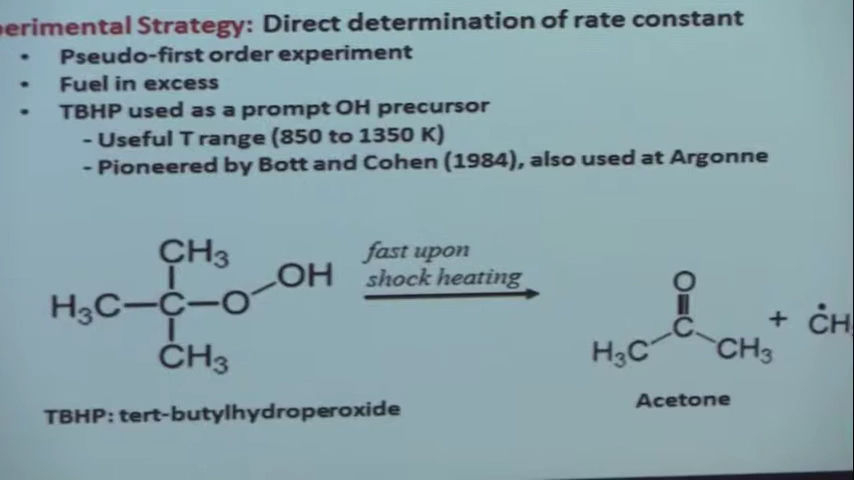 perimental Strategy: Direct determination of rate constant
• Pseudo-first order experiment
• Fuel in excess
• TBHP used as a prompt OH precursor
- Useful T range (850 to 1350 K)
- Pioneered by Bott and Cohen (1984), also used at Argonne
CH3
H3C—C—O—OH
CH3
fast upon
shock heating
O
H3C C CH3 + ĊH
TBHP: tert-butylhydroperoxide
Acetone